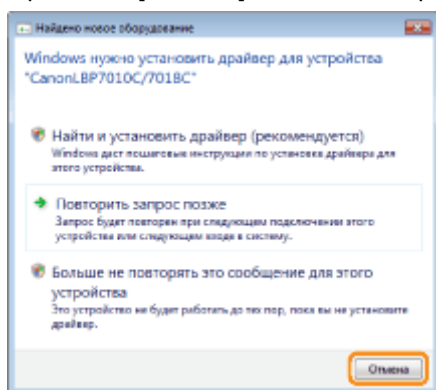 Найдено новое оборудование
Windows нужно установить драйвер для устройства
"CanonLBP7010C/7018C"
Найти и установить драйвер (рекомендуется)
Windows даст пошаговые инструкции по установке драйвера для
этого устройства.
Повторить запрос позже
Запрос будет повторен при следующем подключении этого
устройства или следующем входе в систему.
Больше не повторять это сообщение для этого
устройства
Это устройство не будет работать до тех пор, пока вы не установите
драйвер.
Отмена